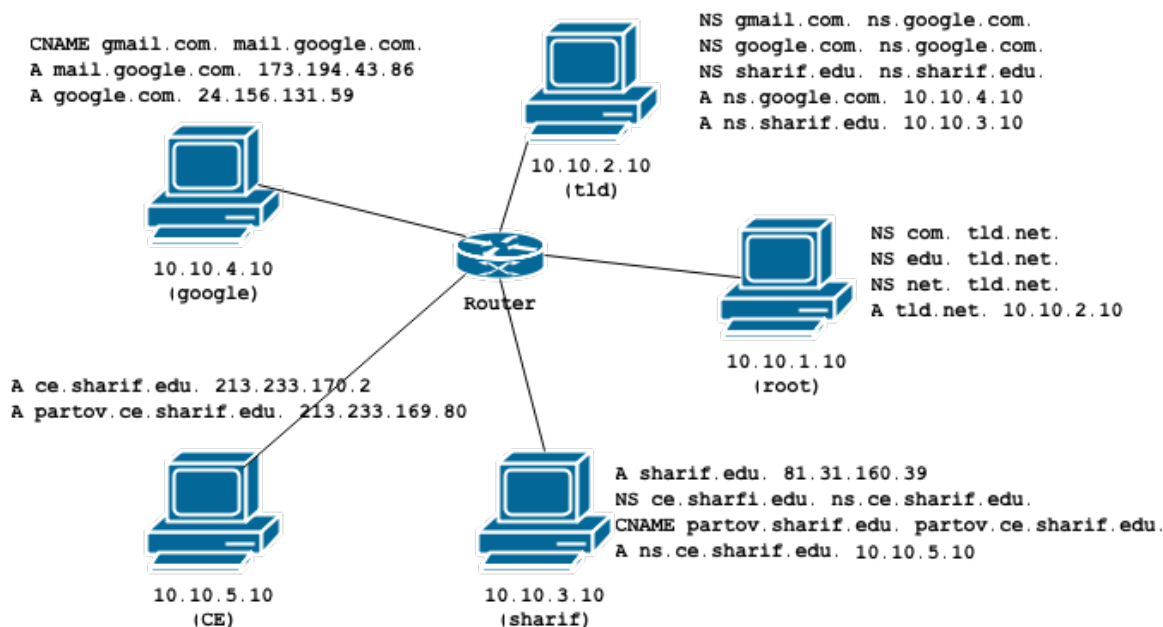 CNAME gmail.com. mail.google.com.
A mail.google.com. 173.194.43.86
A google.com. 24.156.131.59
10.10.4.10
(google)
NS gmail.com. ns.google.com.
NS google.com. ns.google.com.
NS sharif.edu. ns.sharif.edu.
A ns.google.com. 10.10.4.10
A ns.sharif.edu. 10.10.3.10
10.10.2.10
(tld)
Router
NS com. tld.net.
NS edu. tld.net.
NS net. tld.net.
A tld.net. 10.10.2.10
10.10.1.10
(root)
A ce.sharif.edu. 213.233.170.2
A partov.ce.sharif.edu. 213.233.169.80
10.10.5.10
(CE)
A sharif.edu. 81.31.160.39
NS ce.sharfi.edu. ns.ce.sharif.edu.
CNAME partov.sharif.edu. partov.ce.sharif.edu.
A ns.ce.sharif.edu. 10.10.5.10
10.10.3.10
(sharif)